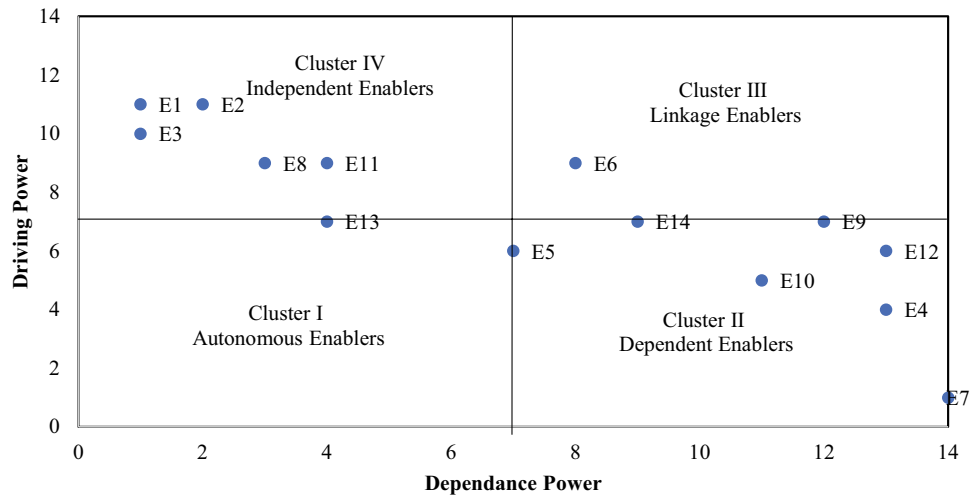 14
12
10
8
6
4
2
0
Driving Power
Cluster IV
Independent Enablers
Cluster III
Linkage Enablers
E1
E2
E3
E8
E11
E6
E13
E14
E9
E5
E12
E10
E4
Cluster I
Autonomous Enablers
Cluster II
Dependent Enablers
E7
0 2 4 6 8 10 12 14
Dependance Power